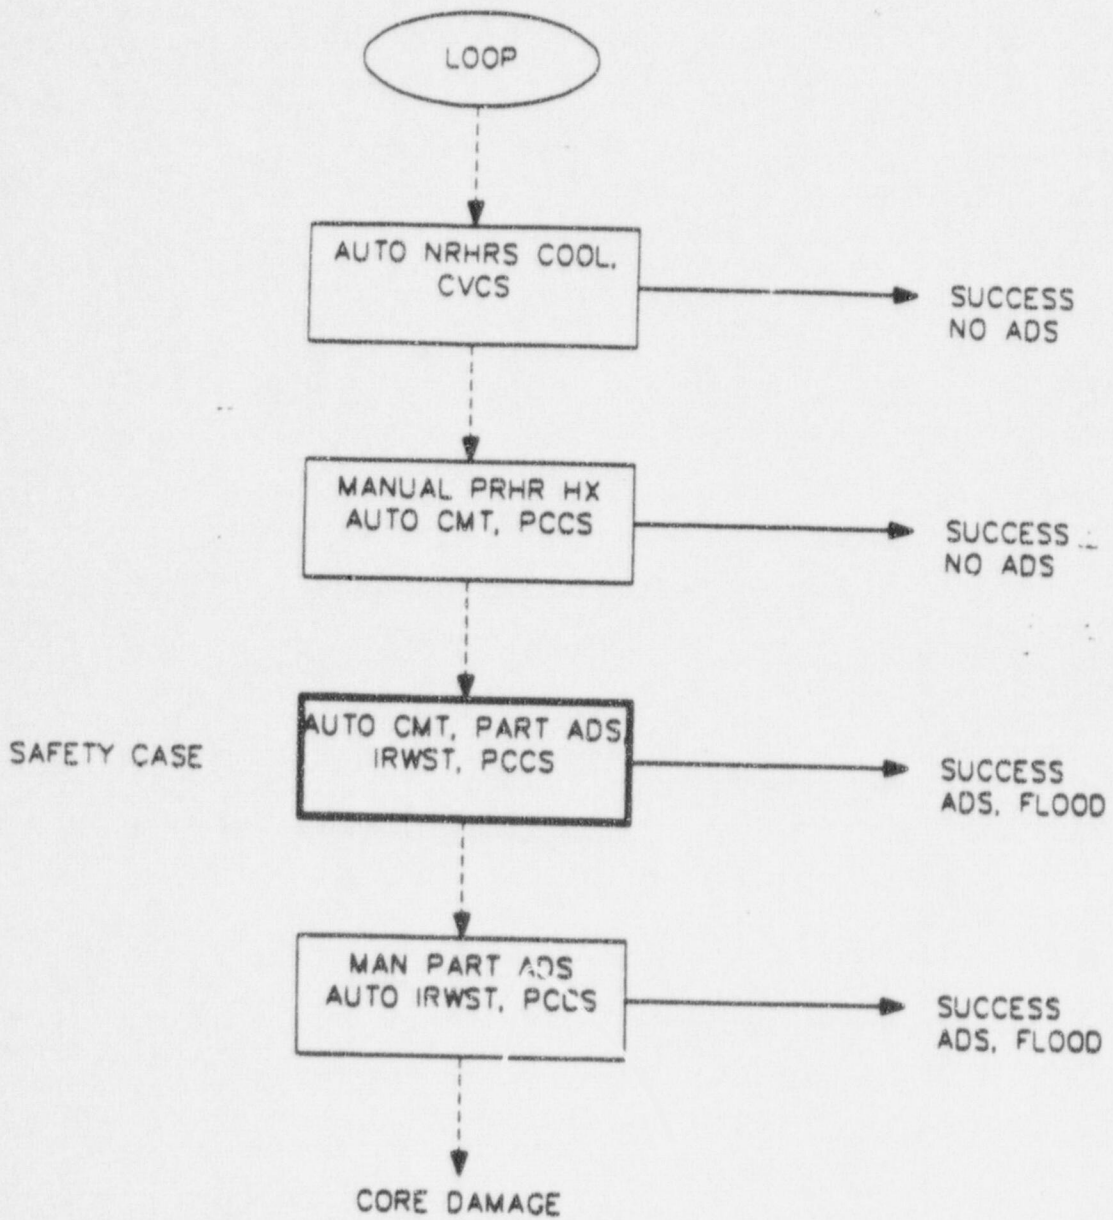 LOOP
AUTO NRHRS COOL,
CVCS
SUCCESS
NO ADS
MANUAL PRHR HX
AUTO CMT, PCCS
SUCCESS
NO ADS
SAFETY CASE
AUTO CMT, PART ADS,
IRWST, PCCS
SUCCESS
ADS, FLOOD
MAN PART ADS
AUTO IRWST, PCCS
SUCCESS
ADS, FLOOD
CORE DAMAGE